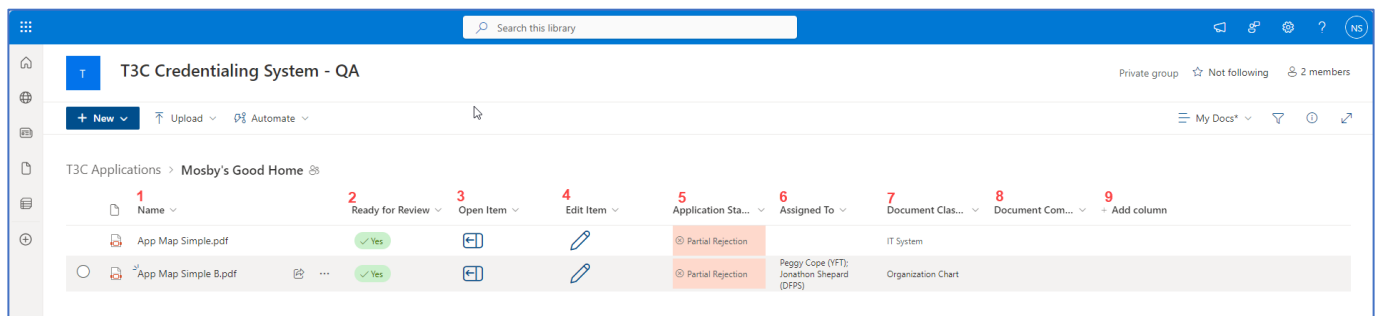 Search this library
NS
T
T3C Credentialing System - QA
Private group
Not following
2 members
+ New
Upload
Automate
My Docs*
T3C Applications > Mosby's Good Home
1 2 3 4 5 6 7 8 9
Name
Ready for Review
Open Item
Edit Item
Application Sta...
Assigned To
Document Clas...
Document Com...
+ Add column
App Map Simple.pdf
Yes
Partial Rejection
IT System
App Map Simple B.pdf
Yes
Partial Rejection
Peggy Cope (YFT);
Jonathon Shepard
(DFPS)
Organization Chart